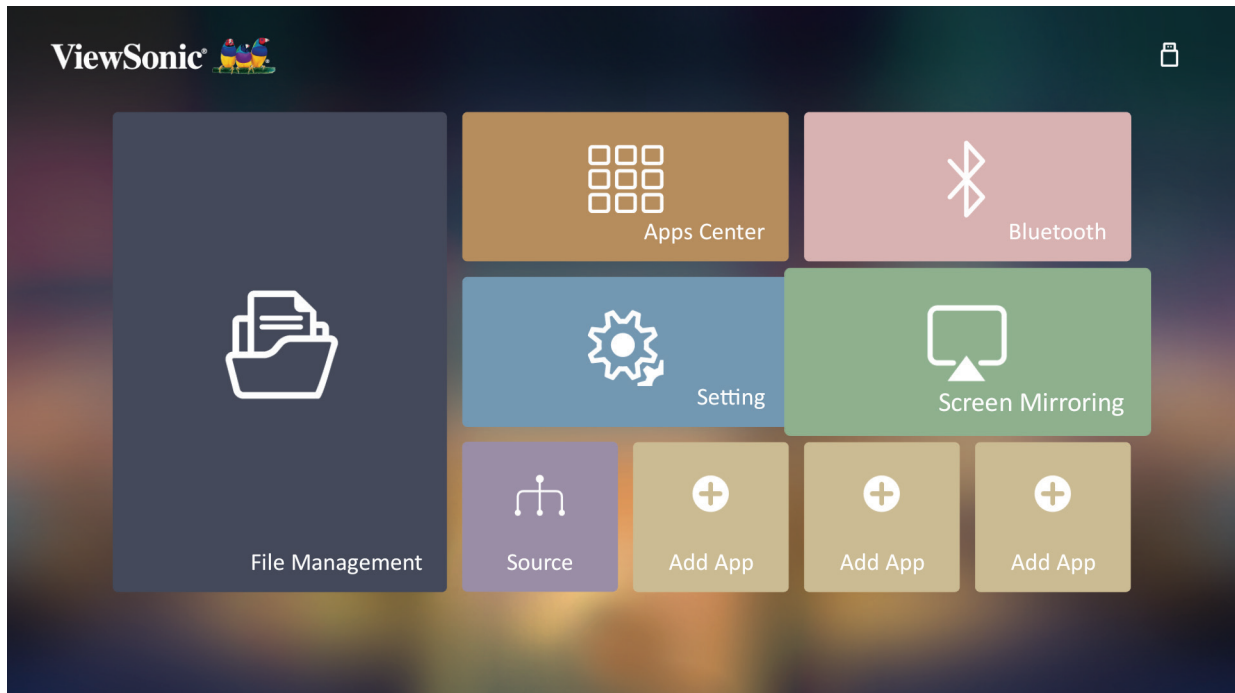 ViewSonic®
Apps Center
Bluetooth
Setting
Screen Mirroring
File Management
Source
Add App
Add App
Add App